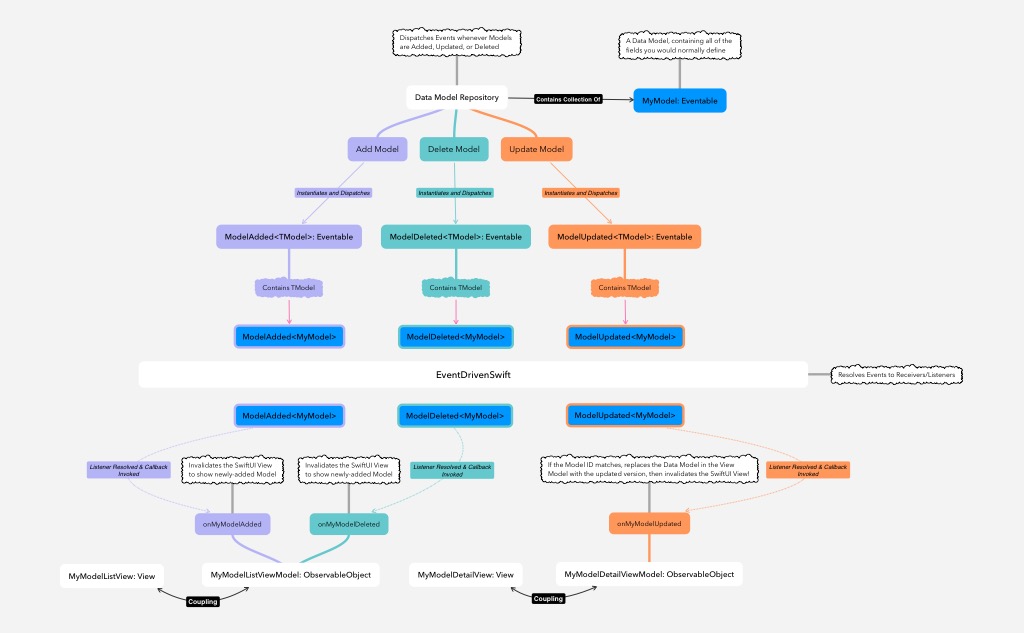 Dispatches Events whenever Models
are Added, Updated, or Deleted
A Data Model, containing all of the
fields you would normally define
Data Model Repository
Contains Collection Of
MyModel: Eventable
Add Model
Delete Model
Update Model
Instantiates and Dispatches
Instantiates and Dispatches
Instantiates and Dispatches
ModelAdded<TModel>: Eventable
ModelDeleted<TModel>: Eventable
ModelUpdated<TModel>: Eventable
Contains TModel
Contains TModel
Contains TModel
ModelAdded<MyModel>
ModelDeleted<MyModel>
ModelUpdated<MyModel>
EventDrivenSwift
Resolves Events to Receivers/Listeners
ModelAdded<MyModel>
ModelDeleted<MyModel>
ModelUpdated<MyModel>
Listener Resolved & Callback
Invoked
Invalidates the SwiftUI View
to show newly-added Model
Invalidates the SwiftUI View
to show newly-added Model
Listener Resolved & Callback
Invoked
If the Model ID matches, replaces the Data Model in the View
Model with the updated version, then invalidates the SwiftUI View!
Listener Resolved & Callback
Invoked
onMyModelAdded
onMyModelDeleted
onMyModelUpdated
MyModelListView: View
MyModelListViewModel: ObservableObject
MyModelDetailView: View
MyModelDetailViewModel: ObservableObject
Coupling
Coupling